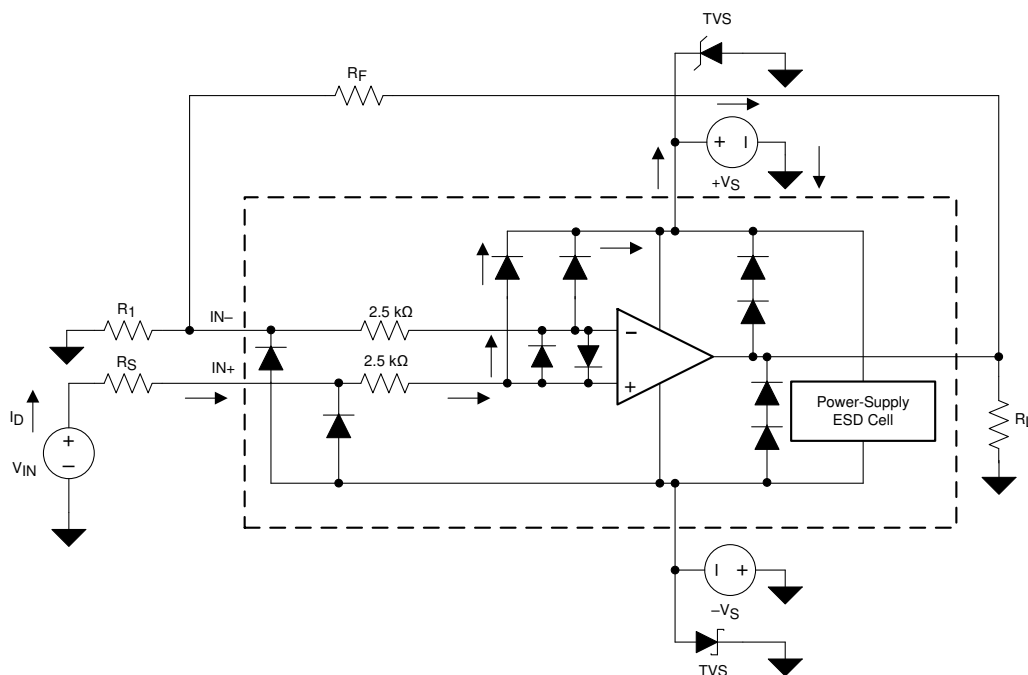 TVS
RF
+ –
+VS
R1
IN–
2.5 kΩ
RS
IN+
2.5 kΩ
–
+
ID
+
–
VIN
Power-Supply
ESD Cell
RL
– +
–VS
TVS